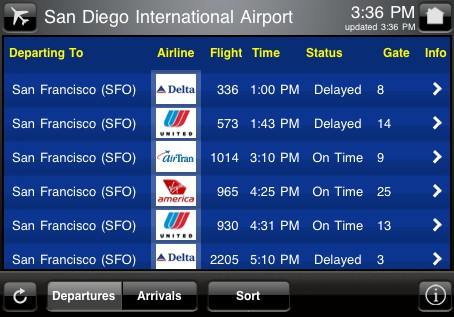 San Diego International Airport 3:36 PM
updated 3:36 PM
Departing To Airline Flight Time Status Gate Info
San Francisco (SFO) Delta 336 1:00 PM Delayed 8
San Francisco (SFO) UNITED 573 1:43 PM Delayed 14
San Francisco (SFO) airTran 1014 3:10 PM On Time 9
San Francisco (SFO) Virgin america 965 4:25 PM On Time 25
San Francisco (SFO) UNITED 930 4:31 PM On Time 13
San Francisco (SFO) Delta 2205 5:10 PM Delayed 3
Departures Arrivals Sort i